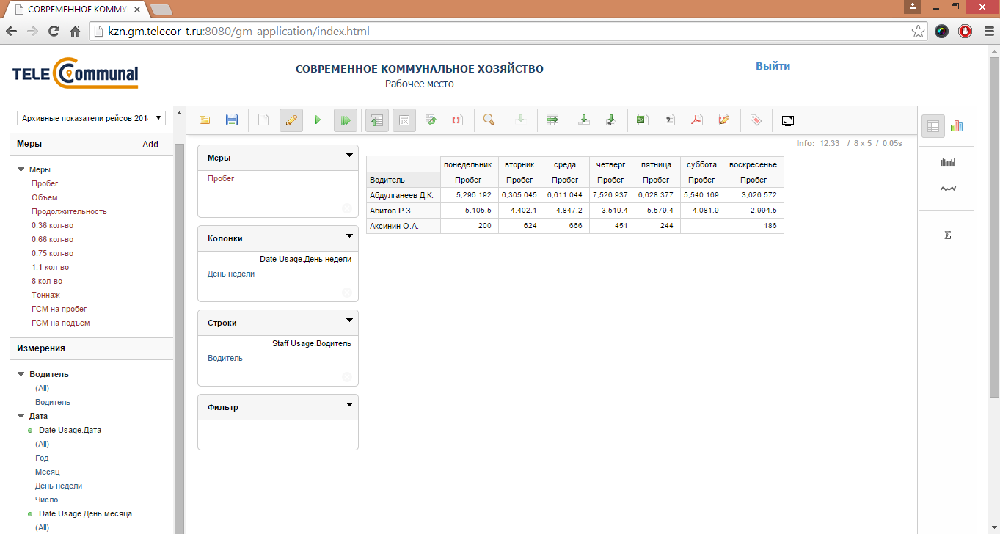 СОВРЕМЕННОЕ КОММУ
kzn.gm.telecor-t.ru:8080/gm-application/index.html
TELE Communal
СОВРЕМЕННОЕ КОММУНАЛЬНОЕ ХОЗЯЙСТВО
Рабочее место
Выйти
Архивные показатели рейсов 201
Меры Add
Меры
Пробег
Объем
Продолжительность
0.36 кол-во
0.66 кол-во
0.75 кол-во
1.1 кол-во
8 кол-во
Тоннаж
ГСМ на пробег
ГСМ на подъем
Измерения
Водитель
(All)
Водитель
Дата
Date Usage.Дата
(All)
Год
Месяц
День недели
Число
Date Usage.День месяца
(All)
Меры
Пробег
Колонки
Date Usage.День недели
День недели
Строки
Staff Usage.Водитель
Водитель
Фильтр
Info: 12:33 / 8 x 5 / 0.05s
понедельник вторник среда четверг пятница суббота воскресенье
Водитель Пробег Пробег Пробег Пробег Пробег Пробег Пробег
Абдулганеев Д.К. 5,296.192 6,305.045 6,611.044 7,526.937 6,628.377 5,540.169 3,626.572
Абитов Р.З. 5,105.5 4,402.1 4,847.2 3,519.4 5,579.4 4,081.9 2,994.5
Аксинин О.А. 200 624 666 451 244 186
Σ